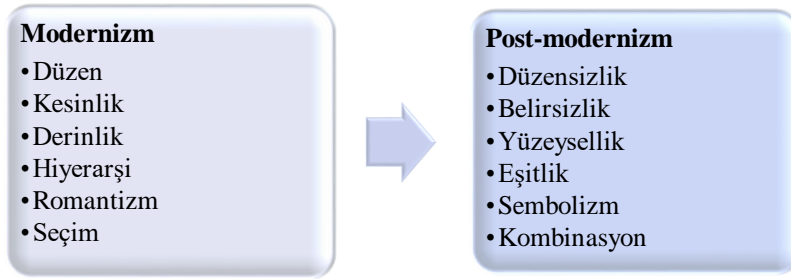 Modernizm
•Düzen
•Kesinlik
•Derinlik
•Hiyerarşi
•Romantizm
•Seçim
Post-modernizm
•Düzensizlik
•Belirsizlik
•Yüzeysellik
•Eşitlik
•Sembolizm
•Kombinasyon